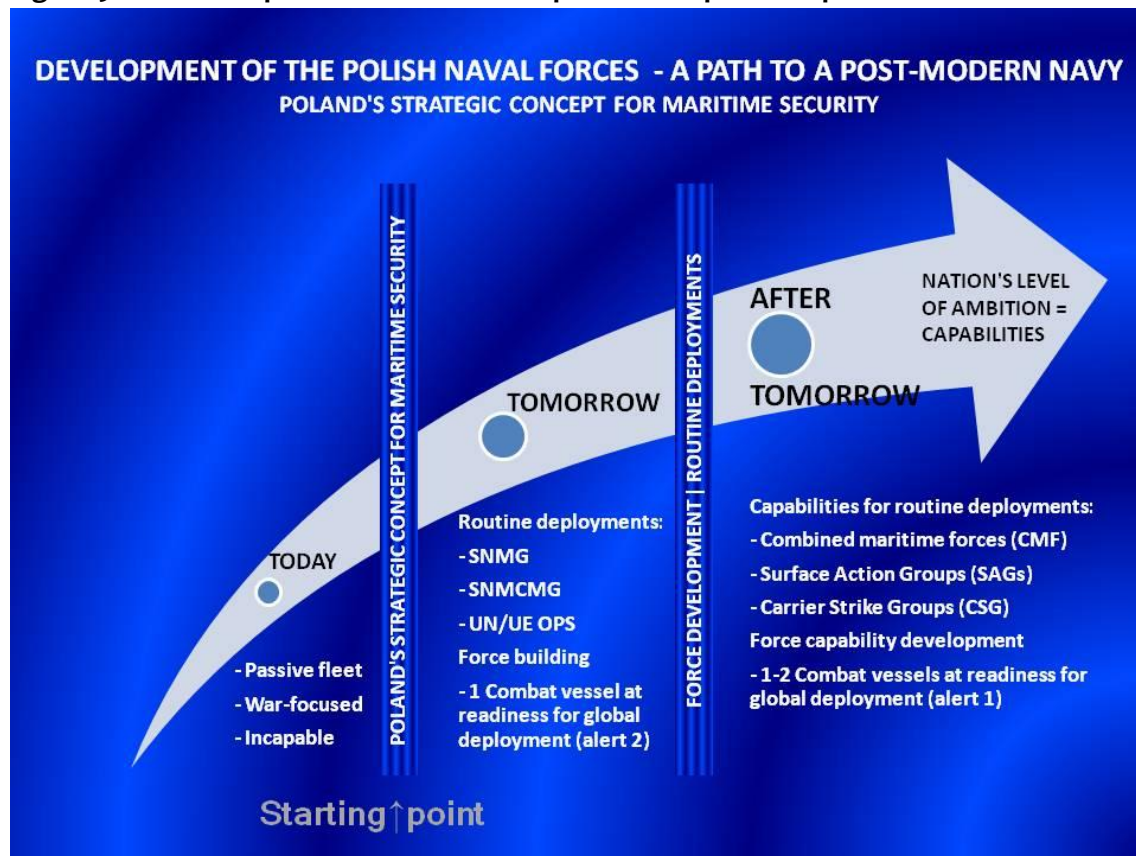 DEVELOPMENT OF THE POLISH NAVAL FORCES - A PATH TO A POST-MODERN NAVY
POLAND'S STRATEGIC CONCEPT FOR MARITIME SECURITY
TODAY
- Passive fleet
- War-focused
- Incapable
POLAND'S STRATEGIC CONCEPT FOR MARITIME SECURITY
TOMORROW
Routine deployments:
- SNMG
- SNMCMG
- UN/UE OPS
Force building
- 1 Combat vessel at
readiness for global
deployment (alert 2)
FORCE DEVELOPMENT | ROUTINE DEPLOYMENTS
AFTER
TOMORROW
Capabilities for routine deployments:
- Combined maritime forces (CMF)
- Surface Action Groups (SAGs)
- Carrier Strike Groups (CSG)
Force capability development
- 1-2 Combat vessels at readiness for
global deployment (alert 1)
NATION'S LEVEL
OF AMBITION =
CAPABILITIES
Starting↑point